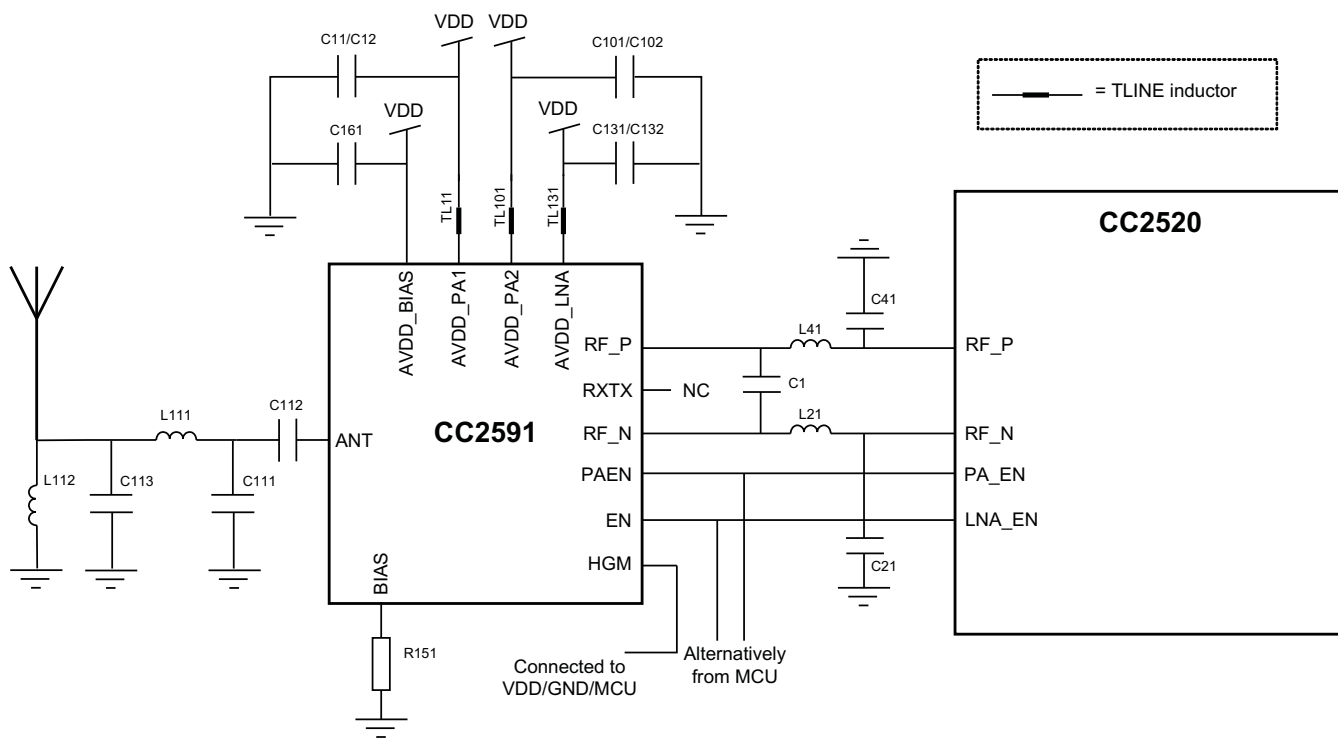 VDD VDD
C11/C12 C101/C102
VDD VDD
C161 C131/C132
= TLINE inductor
TL11 TL101 TL131
CC2520
AVDD_BIAS AVDD_PA1 AVDD_PA2 AVDD_LNA
C41
RF_P L41 RF_P
RXTX NC C1
L111 C112 ANT CC2591 RF_N L21 RF_N
L112 C113 C111 PAEN PA_EN
EN LNA_EN
HGM C21
BIAS
R151
Connected to
VDD/GND/MCU
Alternatively
from MCU